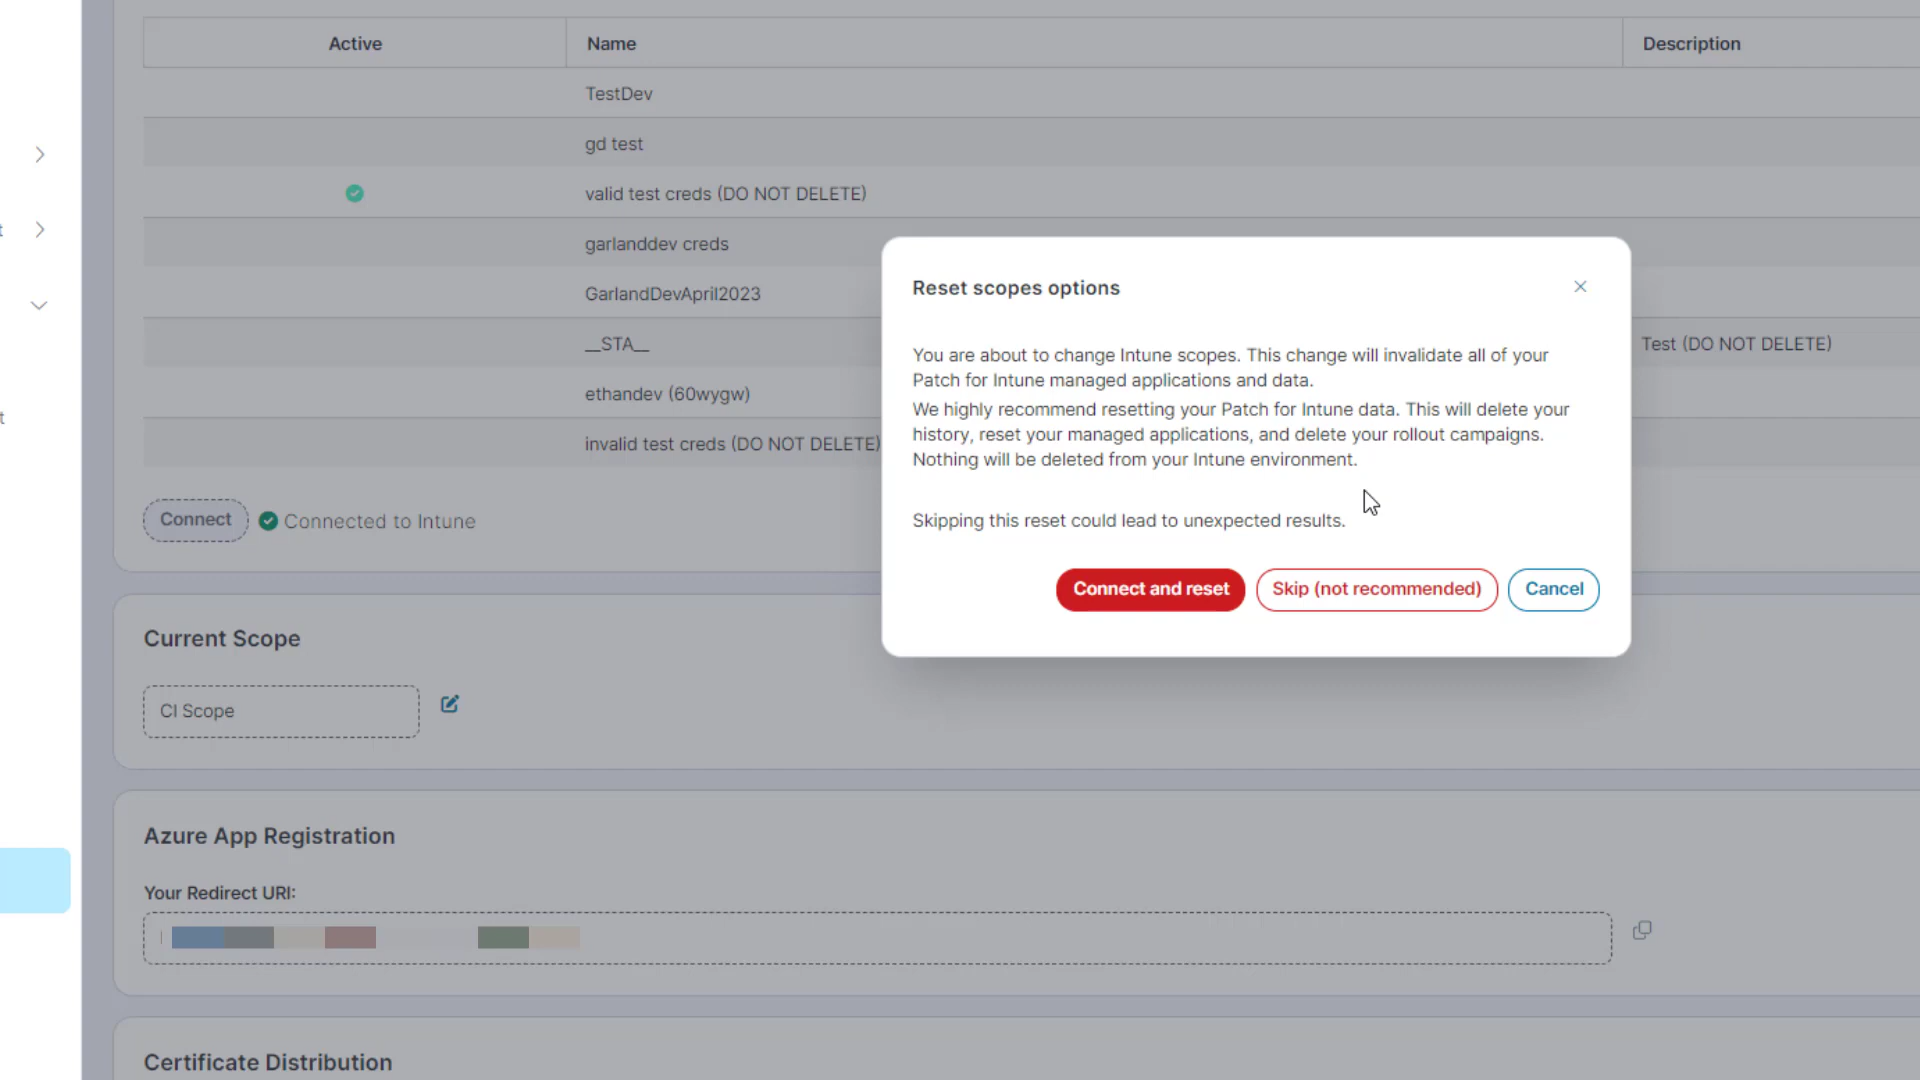 Active Name Description
TestDev
gd test
valid test creds (DO NOT DELETE)
garlanddev creds
GarlandDevApril2023
__STA__ Test (DO NOT DELETE)
ethandev (60wygw)
invalid test creds (DO NOT DELETE)
Connect Connected to Intune
Reset scopes options
You are about to change Intune scopes. This change will invalidate all of your
Patch for Intune managed applications and data.
We highly recommend resetting your Patch for Intune data. This will delete your
history, reset your managed applications, and delete your rollout campaigns.
Nothing will be deleted from your Intune environment.
Skipping this reset could lead to unexpected results.
Connect and reset Skip (not recommended) Cancel
Current Scope
CI Scope
Azure App Registration
Your Redirect URI:
Certificate Distribution